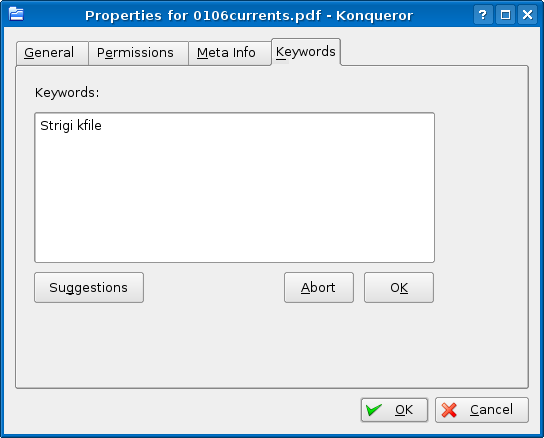 Properties for 0106currents.pdf - Konqueror
?
General Permissions Meta Info Keywords
Keywords:
Strigi kfile
Suggestions Abort OK
OK Cancel